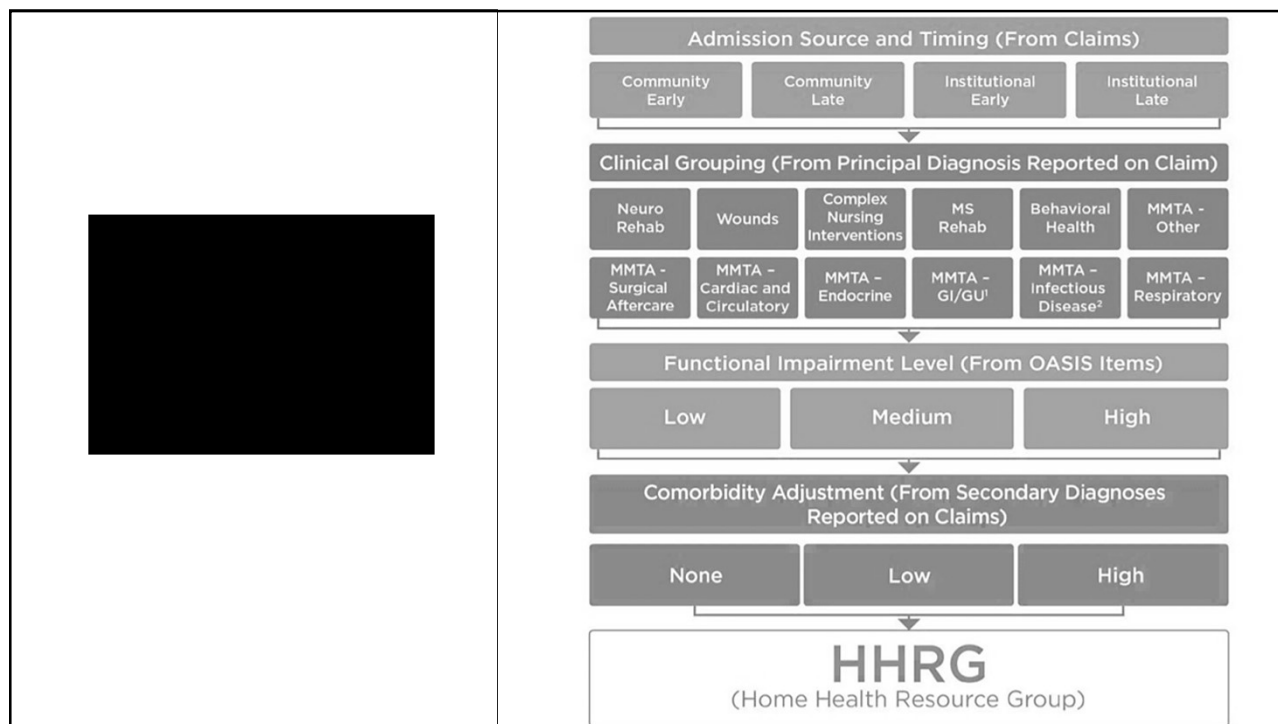 Admission Source and Timing (From Claims)
Community
Early
Community
Late
Institutional
Early
Institutional
Late
Clinical Grouping (From Principal Diagnosis Reported on Claim)
Neuro
Rehab
Wounds
Complex
Nursing
Interventions
MS
Rehab
Behavioral
Health
MMTA -
Other
MMTA -
Surgical
Aftercare
MMTA –
Cardiac and
Circulatory
MMTA –
Endocrine
MMTA –
GI/GU¹
MMTA –
Infectious
Disease²
MMTA –
Respiratory
Functional Impairment Level (From OASIS Items)
Low
Medium
High
Comorbidity Adjustment (From Secondary Diagnoses
Reported on Claims)
None
Low
High
HHRG
(Home Health Resource Group)